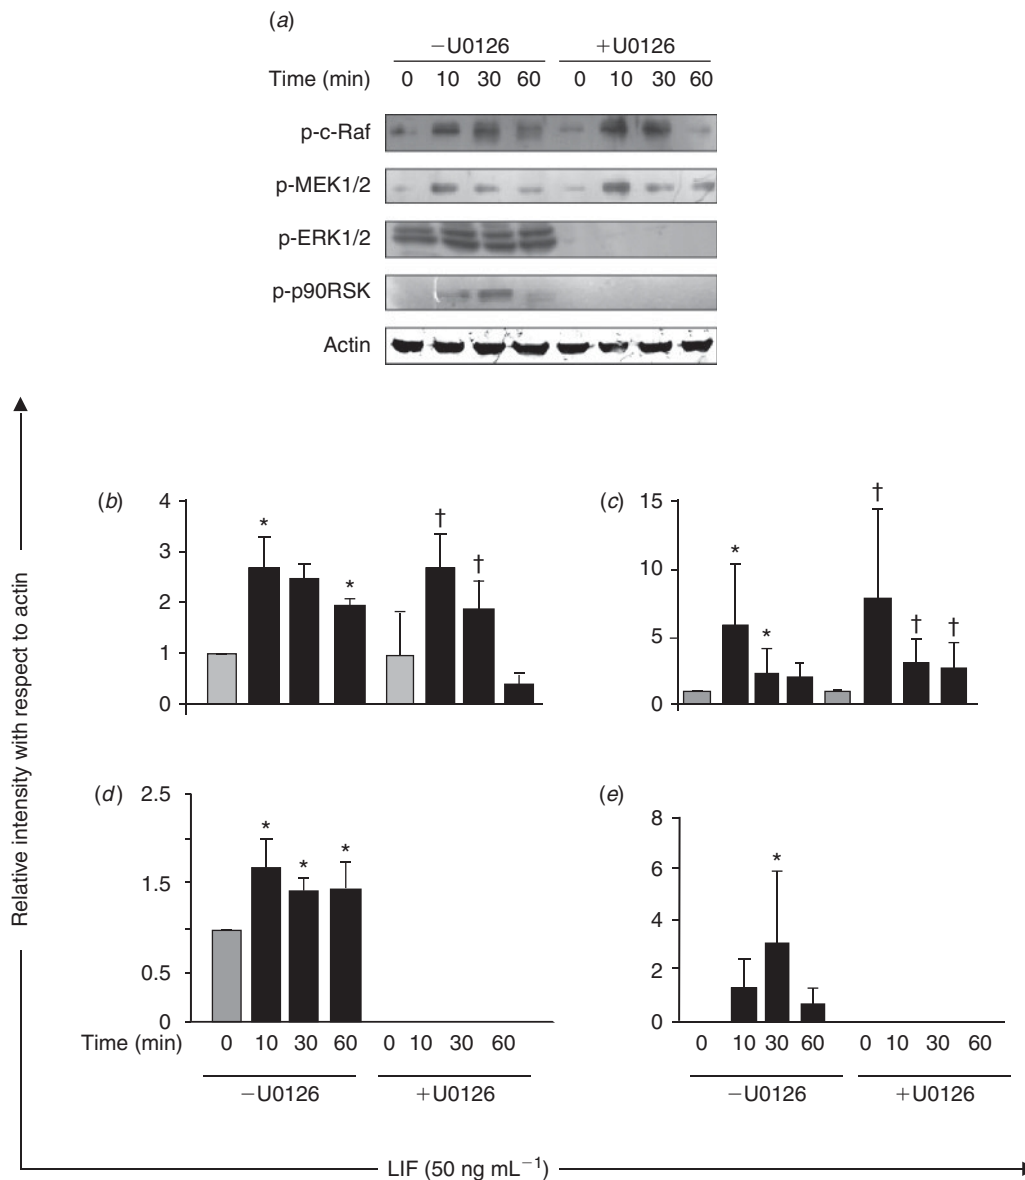 (a)
−U0126 +U0126
Time (min) 0 10 30 60 0 10 30 60
p-c-Raf
p-MEK1/2
p-ERK1/2
p-p90RSK
Actin
Relative intensity with respect to actin
(b)
4
3
2
1
0
* * † †
(c)
15
10
5
0
* * † † †
(d)
2.5
1.5
0.5
0
* * *
(e)
8
6
4
2
0
*
Time (min) 0 10 30 60 0 10 30 60 0 10 30 60 0 10 30 60
−U0126 +U0126 −U0126 +U0126
LIF (50 ng mL⁻¹)